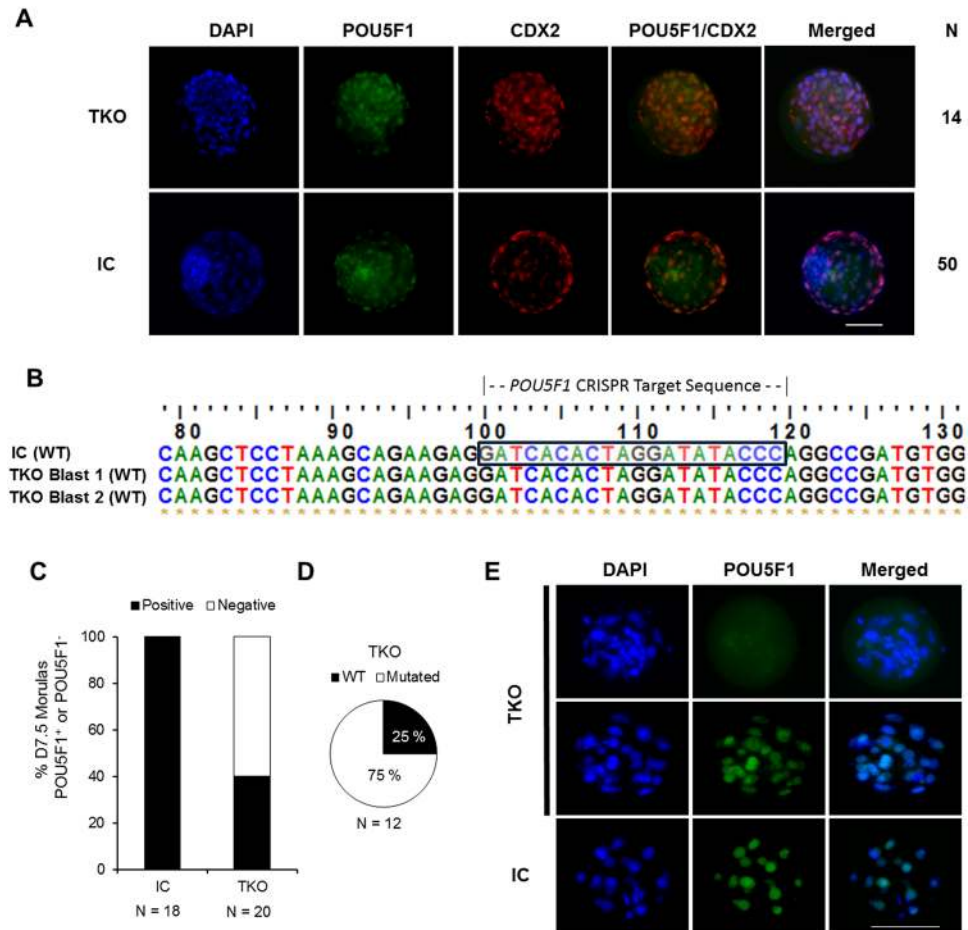 A
DAPI POU5F1 CDX2 POU5F1/CDX2 Merged N
TKO 14
IC 50
B
|- - POU5F1 CRISPR Target Sequence - -|
80 90 100 110 120 130
IC (WT) CAAGCTCCTAAAGCAGAAGAGGATCACACTAGGATATACCCAGGCCGATGTGG
TKO Blast 1 (WT) CAAGCTCCTAAAGCAGAAGAGGATCACACTAGGATATACCCAGGCCGATGTGG
TKO Blast 2 (WT) CAAGCTCCTAAAGCAGAAGAGGATCACACTAGGATATACCCAGGCCGATGTGG
*****************************************************
C
■Positive □Negative
% D7.5 Morulas
POU5F1⁺ or POU5F1⁻
100
80
60
40
20
0
IC TKO
N = 18 N = 20
D
TKO
■WT □Mutated
25 %
75 %
N = 12
E
DAPI POU5F1 Merged
TKO
IC